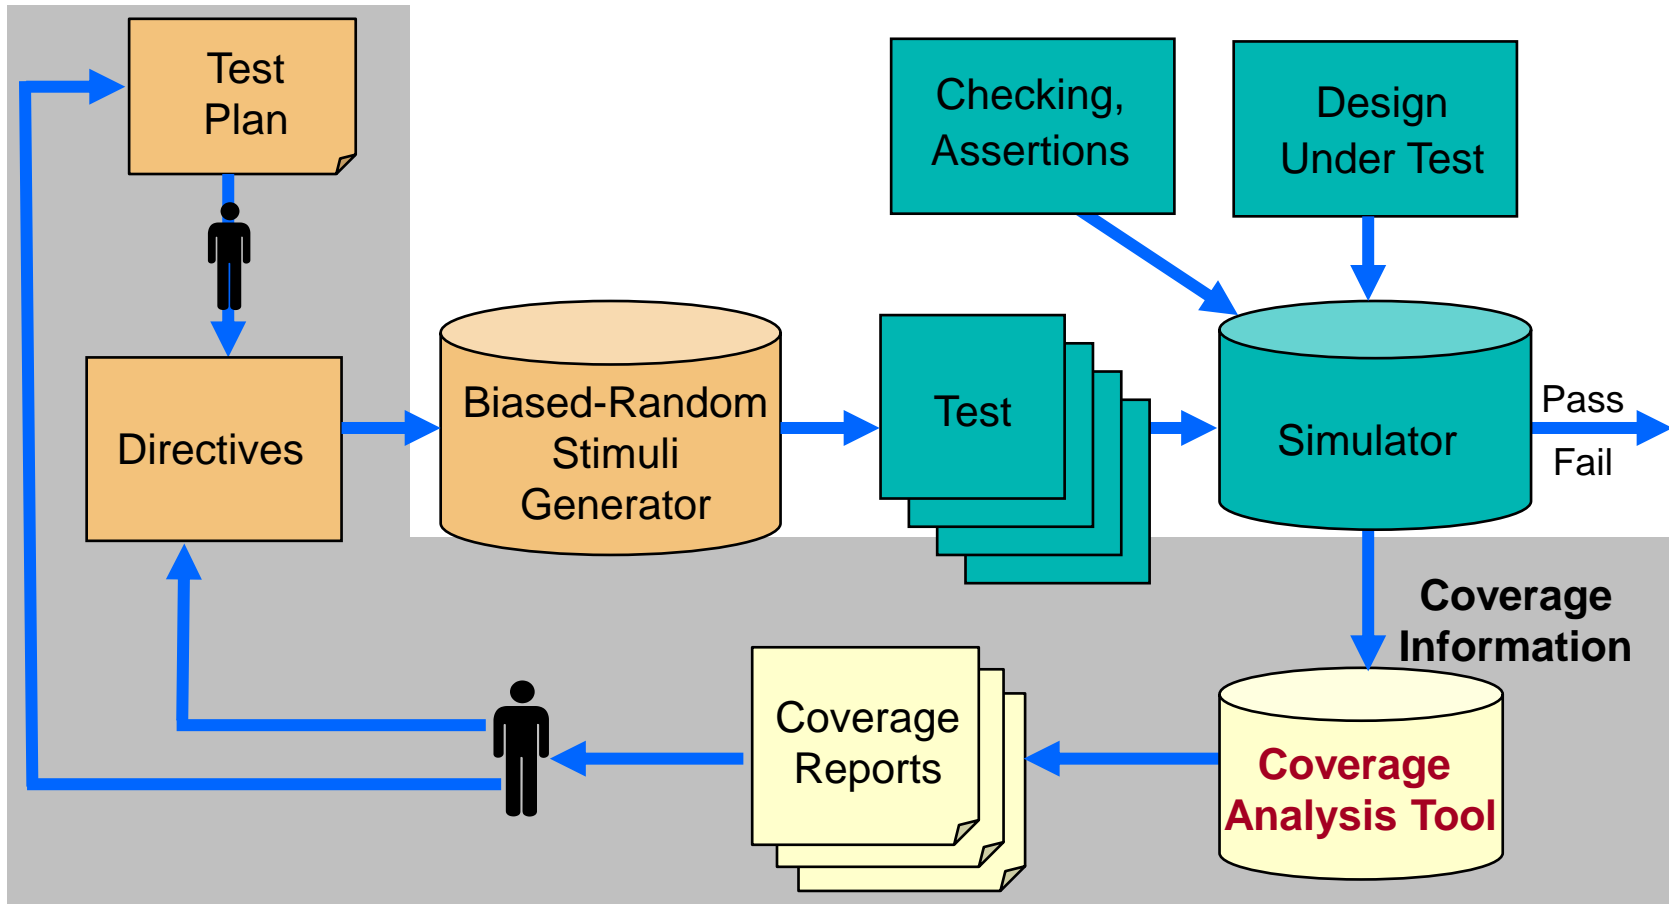 Test
Plan
Checking,
Assertions
Design
Under Test
Directives
Biased-Random
Stimuli
Generator
Test
Simulator
Pass
Fail
Coverage
Information
Coverage
Reports
Coverage
Analysis Tool